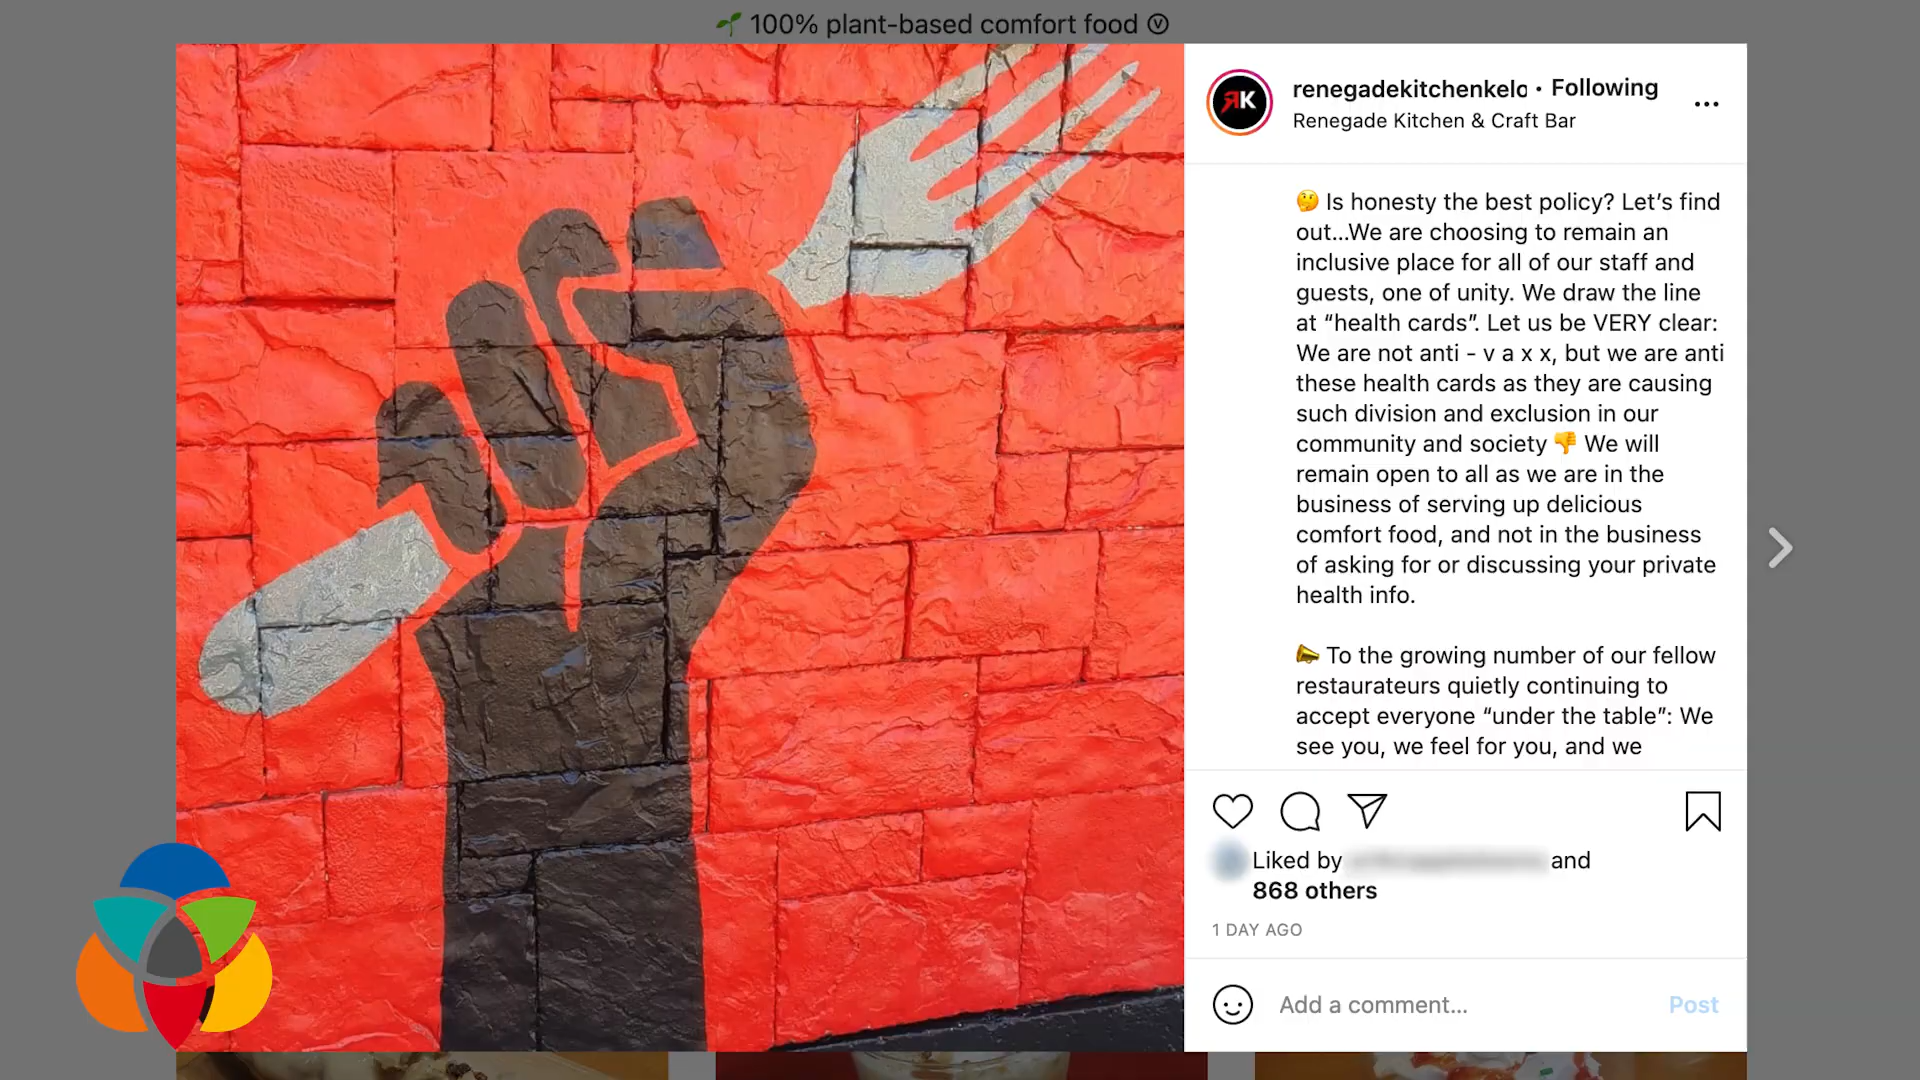 🌱 100% plant-based comfort food Ⓥ
RK
renegadekitchenkelo • Following
Renegade Kitchen & Craft Bar
🤔 Is honesty the best policy? Let’s find
out...We are choosing to remain an
inclusive place for all of our staff and
guests, one of unity. We draw the line
at “health cards”. Let us be VERY clear:
We are not anti - v a x x, but we are anti
these health cards as they are causing
such division and exclusion in our
community and society 👎 We will
remain open to all as we are in the
business of serving up delicious
comfort food, and not in the business
of asking for or discussing your private
health info.
📣 To the growing number of our fellow
restaurateurs quietly continuing to
accept everyone “under the table”: We
see you, we feel for you, and we
Liked by
and
868 others
1 DAY AGO
Add a comment...
Post